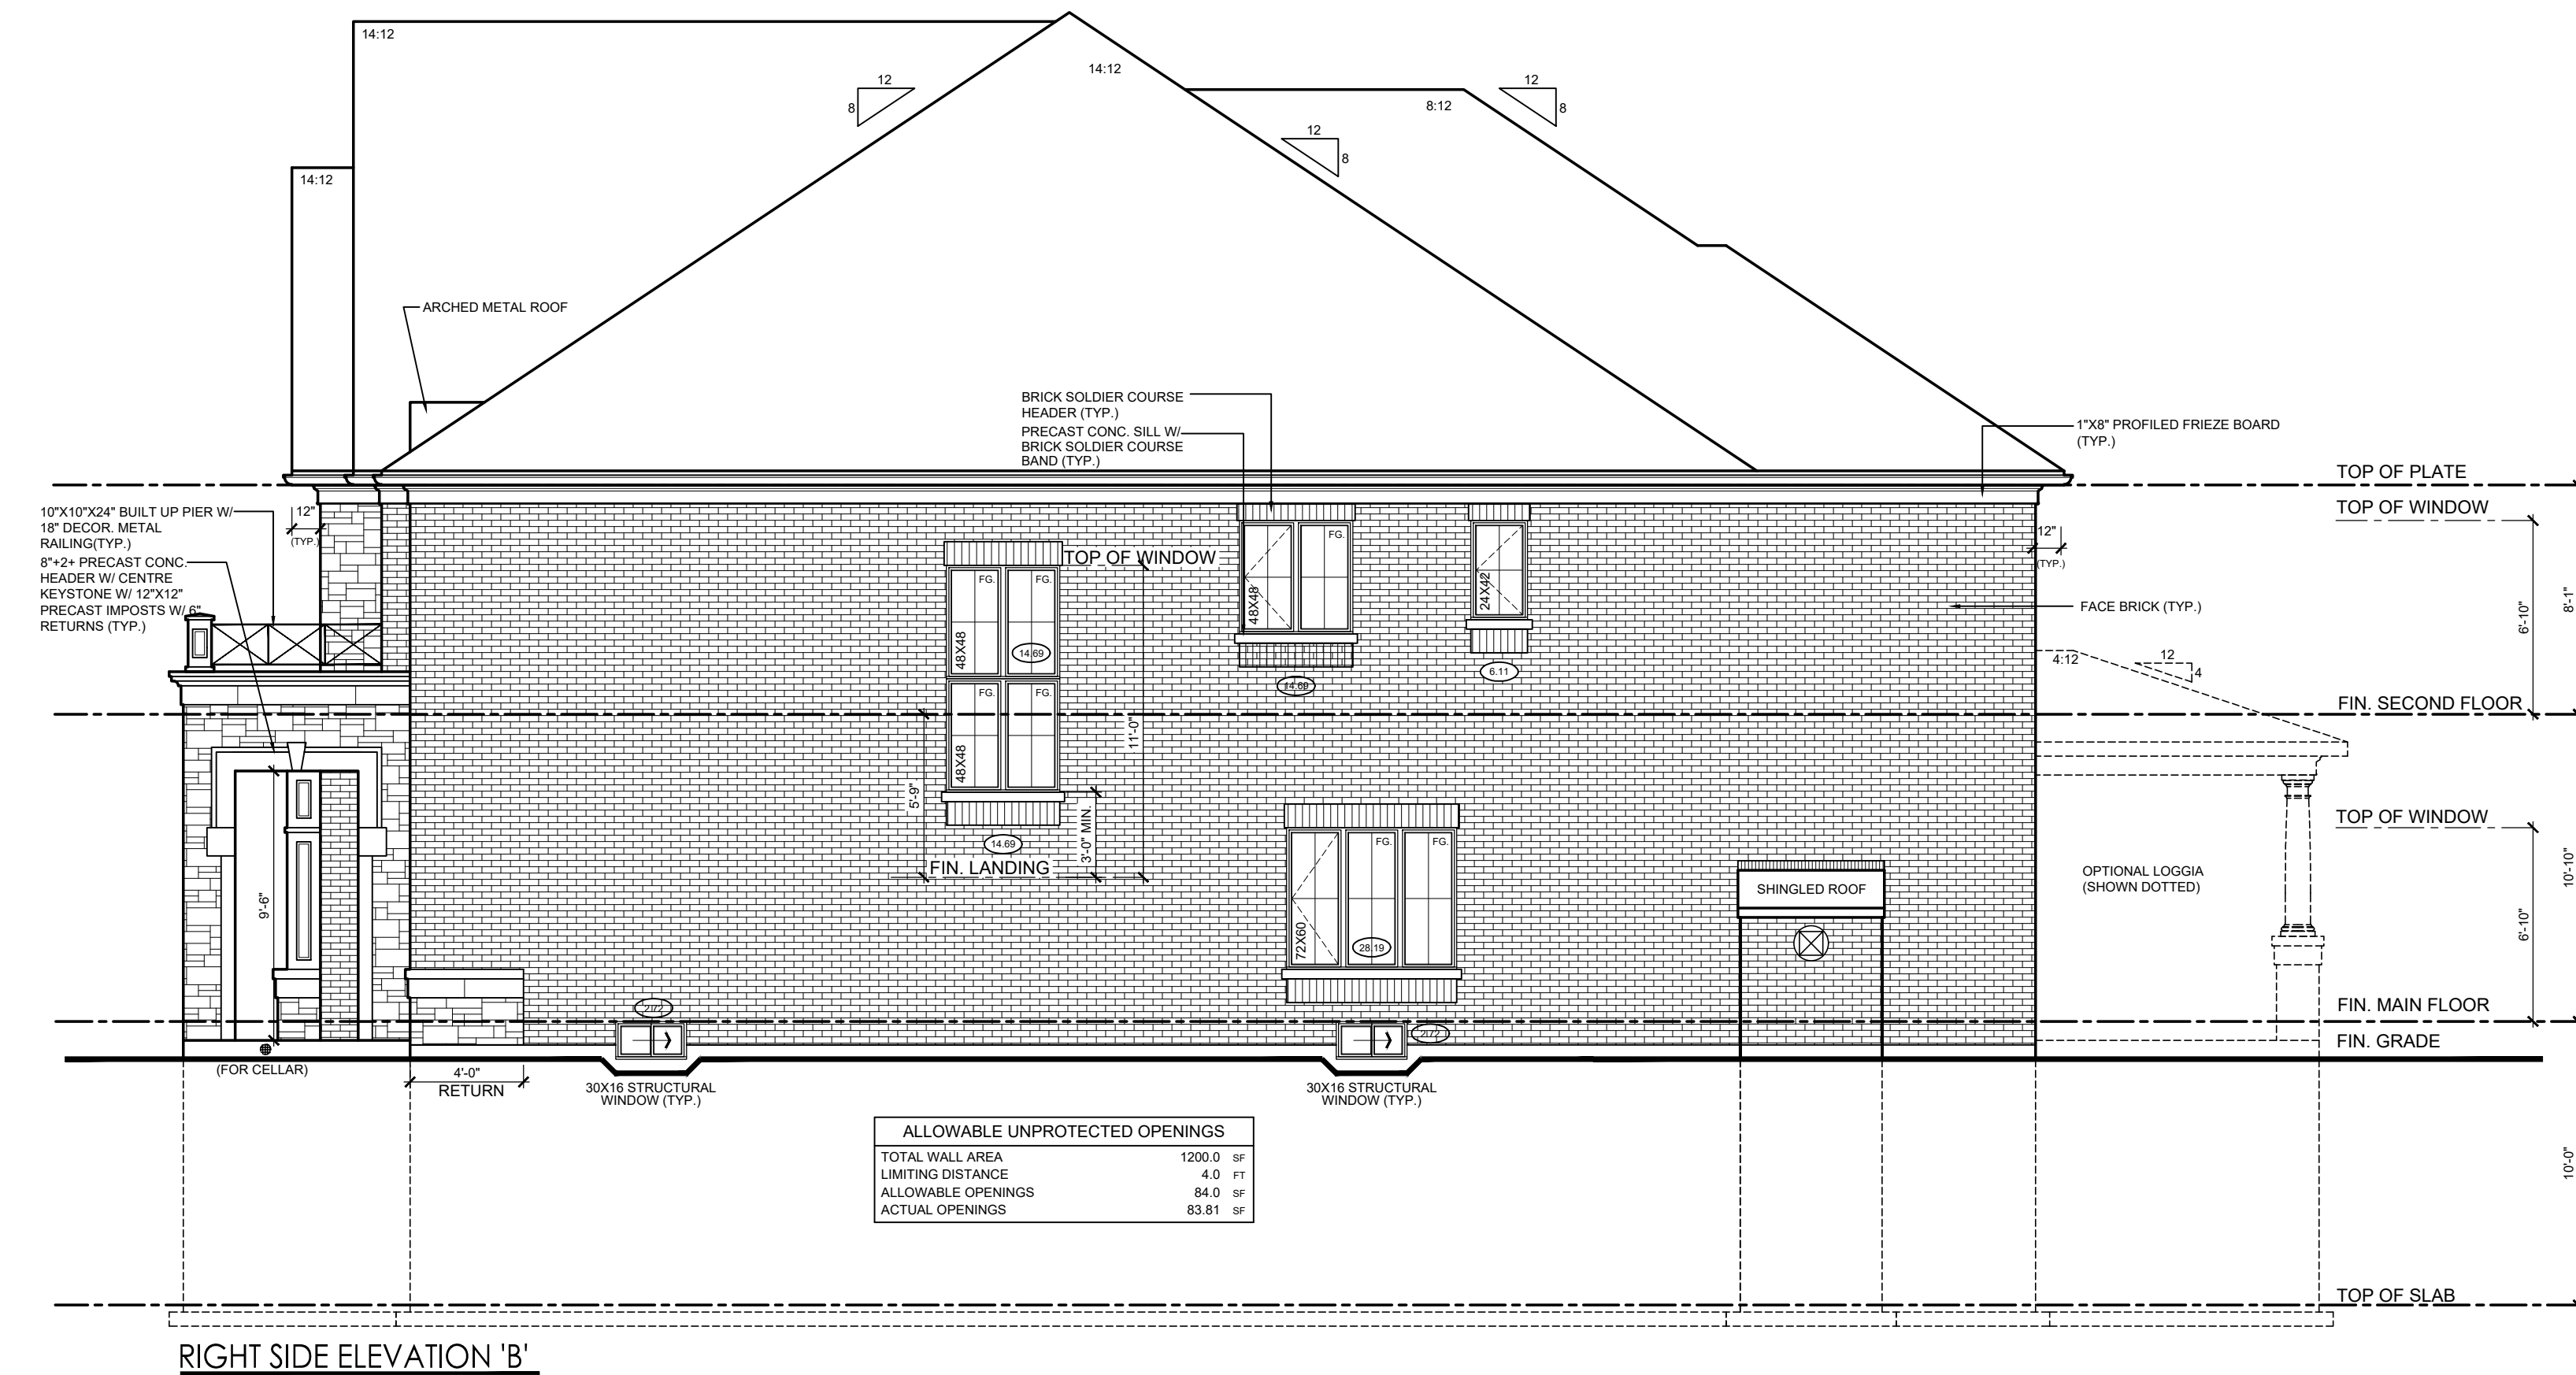 14:12
14:12
14:12
12
8
12
8
12
8
8:12
ARCHED METAL ROOF
BRICK SOLDIER COURSE
HEADER (TYP.)
PRECAST CONC. SILL W/
BRICK SOLDIER COURSE
BAND (TYP.)
1"X8" PROFILED FRIEZE BOARD
(TYP.)
TOP OF PLATE
TOP OF WINDOW
10"X10"X24" BUILT UP PIER W/
18" DECOR. METAL
RAILING(TYP.)
8"+2+ PRECAST CONC.
HEADER W/ CENTRE
KEYSTONE W/ 12"X12"
PRECAST IMPOSTS W/ 6"
RETURNS (TYP.)
12"
(TYP.)
TOP OF WINDOW
FG.
FG.
48X48
14.69
FG.
FG.
48X48
14.69
FG.
48X48
14.69
24X42
6.11
12"
(TYP.)
FACE BRICK (TYP.)
6'-10"
8'-1"
4:12
12
4
FIN. SECOND FLOOR
5'-9"
11'-0"
3'-0" MIN.
FIN. LANDING
FG.
FG.
72X60
28.19
SHINGLED ROOF
OPTIONAL LOGGIA
(SHOWN DOTTED)
TOP OF WINDOW
6'-10"
10'-10"
9'-6"
2.72
2.72
FIN. MAIN FLOOR
FIN. GRADE
(FOR CELLAR)
4'-0"
RETURN
30X16 STRUCTURAL
WINDOW (TYP.)
30X16 STRUCTURAL
WINDOW (TYP.)
ALLOWABLE UNPROTECTED OPENINGS
TOTAL WALL AREA 1200.0 SF
LIMITING DISTANCE 4.0 FT
ALLOWABLE OPENINGS 84.0 SF
ACTUAL OPENINGS 83.81 SF
10'-0"
TOP OF SLAB
RIGHT SIDE ELEVATION 'B'